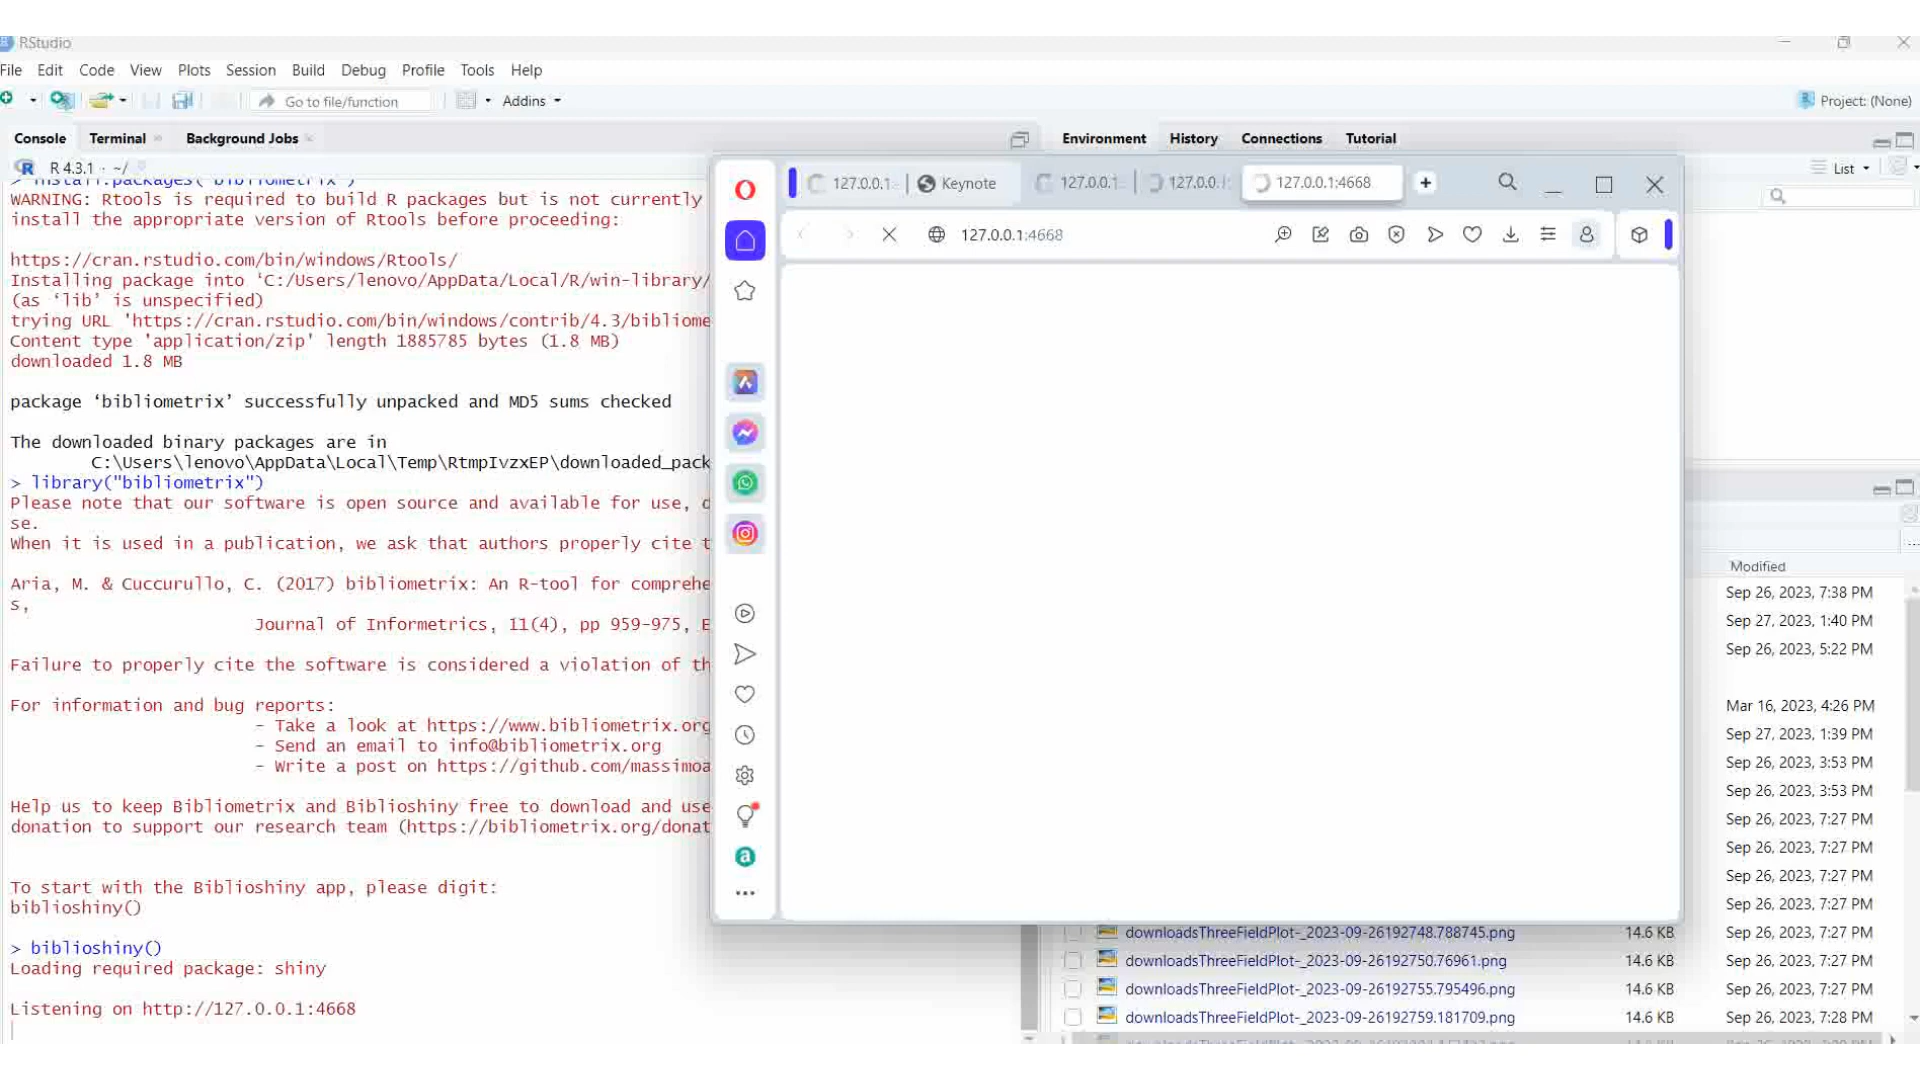 RStudio
File Edit Code View Plots Session Build Debug Profile Tools Help
Go to file/function Addins Project: (None)
Console Terminal Background Jobs
R 4.3.1 · ~/
> install.packages("bibliometrix")
WARNING: Rtools is required to build R packages but is not currently
install the appropriate version of Rtools before proceeding:
https://cran.rstudio.com/bin/windows/Rtools/
Installing package into ‘C:/Users/lenovo/AppData/Local/R/win-library/
(as ‘lib’ is unspecified)
trying URL 'https://cran.rstudio.com/bin/windows/contrib/4.3/bibliome
Content type 'application/zip' length 1885785 bytes (1.8 MB)
downloaded 1.8 MB
package ‘bibliometrix’ successfully unpacked and MD5 sums checked
The downloaded binary packages are in
C:\Users\lenovo\AppData\Local\Temp\RtmpIvzxEP\downloaded_pack
> library("bibliometrix")
Please note that our software is open source and available for use, d
se.
When it is used in a publication, we ask that authors properly cite t
Aria, M. & Cuccurullo, C. (2017) bibliometrix: An R-tool for comprehe
s,
Journal of Informetrics, 11(4), pp 959-975, E
Failure to properly cite the software is considered a violation of th
For information and bug reports:
- Take a look at https://www.bibliometrix.org
- Send an email to info@bibliometrix.org
- Write a post on https://github.com/massimoa
Help us to keep Bibliometrix and Biblioshiny free to download and use
donation to support our research team (https://bibliometrix.org/donat
To start with the Biblioshiny app, please digit:
biblioshiny()
> biblioshiny()
Loading required package: shiny
Listening on http://127.0.0.1:4668
Environment History Connections Tutorial
List
127.0.0.1: Keynote 127.0.0.1: 127.0.0.1: 127.0.0.1:4668
127.0.0.1:4668
Modified
Sep 26, 2023, 7:38 PM
Sep 27, 2023, 1:40 PM
Sep 26, 2023, 5:22 PM
Mar 16, 2023, 4:26 PM
Sep 27, 2023, 1:39 PM
Sep 26, 2023, 3:53 PM
Sep 26, 2023, 3:53 PM
Sep 26, 2023, 7:27 PM
Sep 26, 2023, 7:27 PM
Sep 26, 2023, 7:27 PM
Sep 26, 2023, 7:27 PM
downloadsThreeFieldPlot-_2023-09-26192748.788745.png 14.6 KB Sep 26, 2023, 7:27 PM
downloadsThreeFieldPlot-_2023-09-26192750.76961.png 14.6 KB Sep 26, 2023, 7:27 PM
downloadsThreeFieldPlot-_2023-09-26192755.795496.png 14.6 KB Sep 26, 2023, 7:27 PM
downloadsThreeFieldPlot-_2023-09-26192759.181709.png 14.6 KB Sep 26, 2023, 7:28 PM